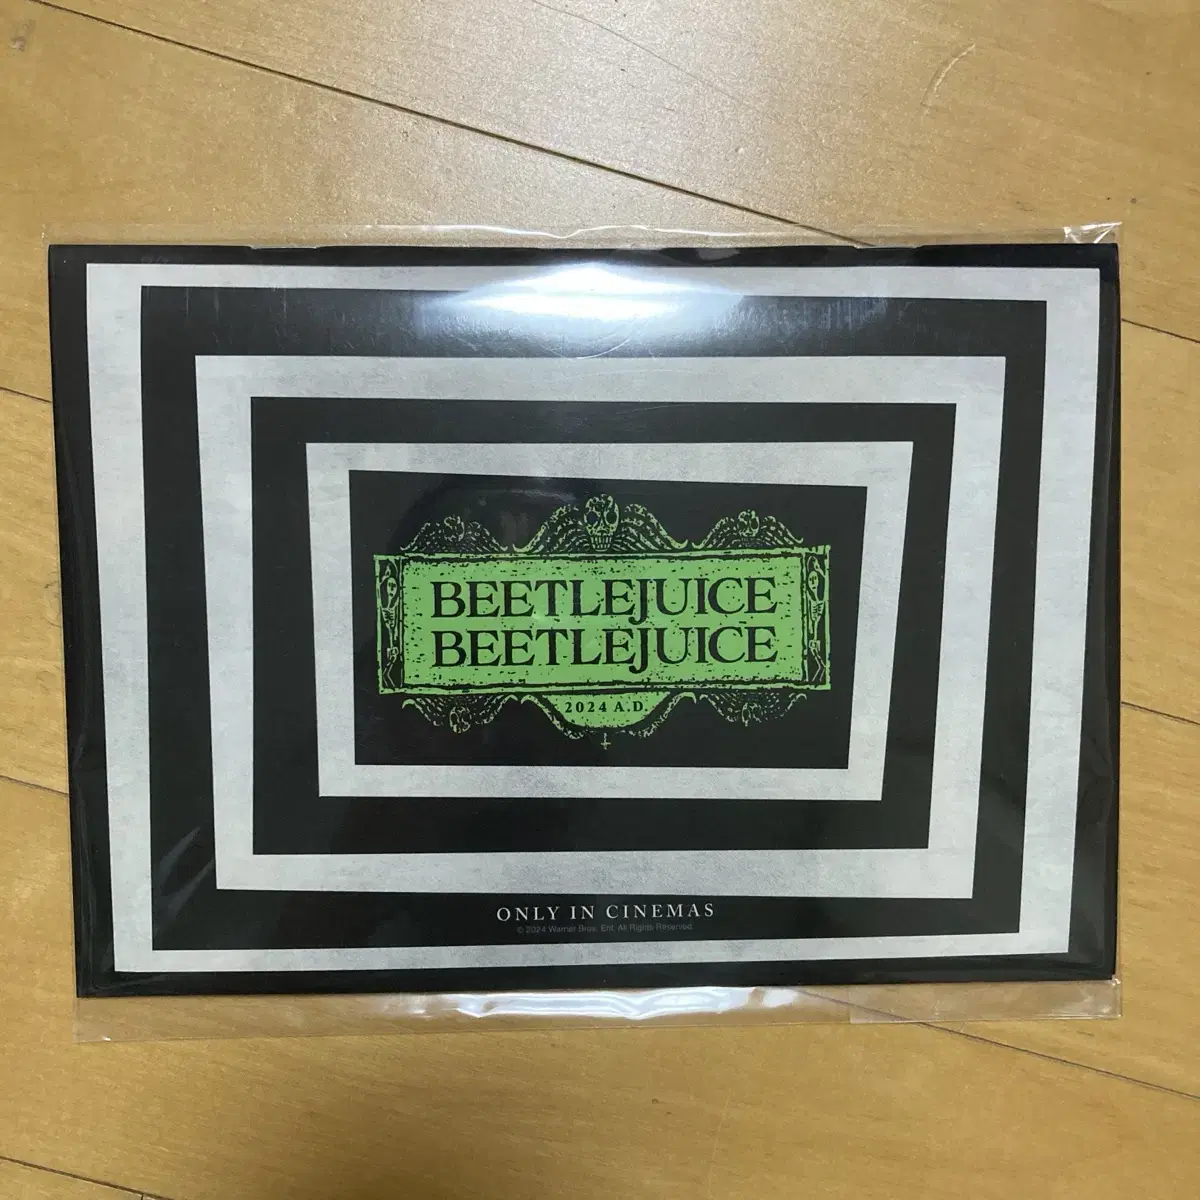 BEETLEJUICE
BEETLEJUICE
2024 A.D.
ONLY IN CINEMAS
© 2024 Warner Bros. Ent. All Rights Reserved